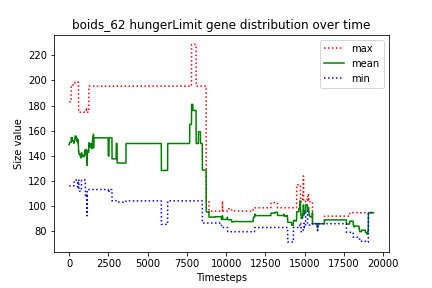 boids_62 hungerLimit gene distribution over time
max
mean
min
Size value
220
200
180
160
140
120
100
80
0
2500
5000
7500
10000
12500
15000
17500
20000
Timesteps